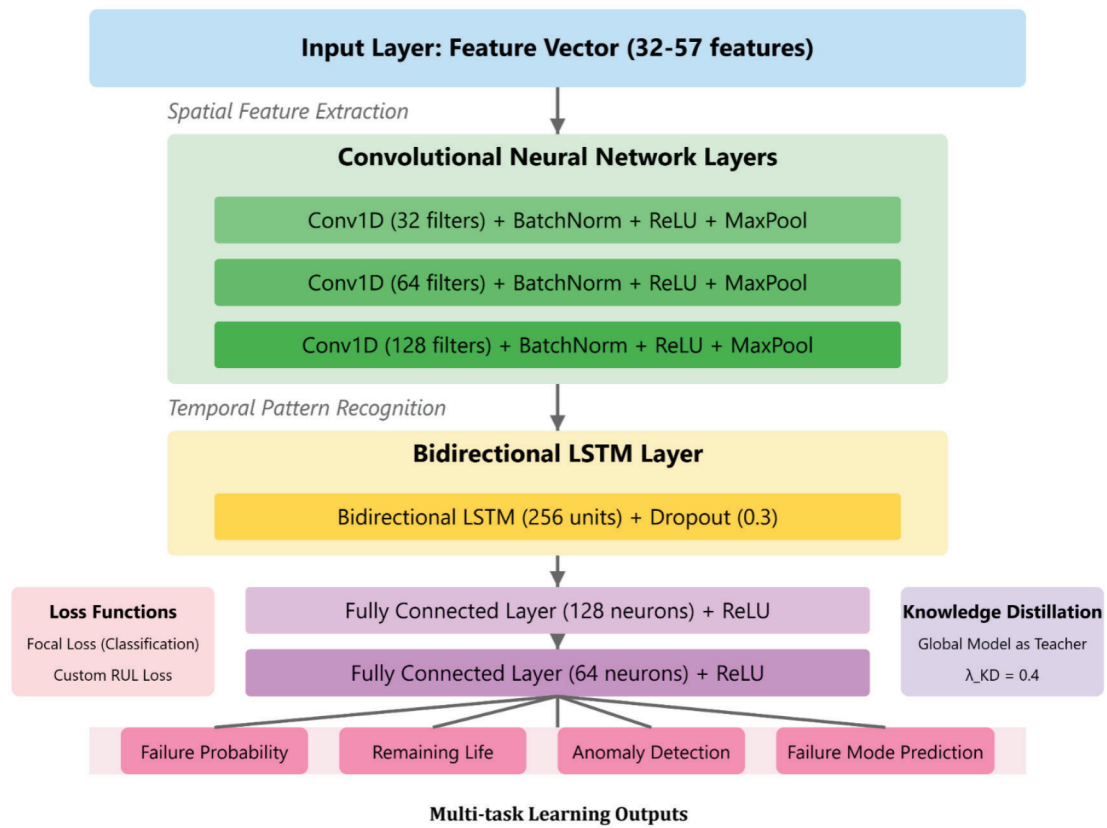 Input Layer: Feature Vector (32-57 features)
Spatial Feature Extraction
Convolutional Neural Network Layers
Conv1D (32 filters) + BatchNorm + ReLU + MaxPool
Conv1D (64 filters) + BatchNorm + ReLU + MaxPool
Conv1D (128 filters) + BatchNorm + ReLU + MaxPool
Temporal Pattern Recognition
Bidirectional LSTM Layer
Bidirectional LSTM (256 units) + Dropout (0.3)
Loss Functions
Focal Loss (Classification)
Custom RUL Loss
Fully Connected Layer (128 neurons) + ReLU
Fully Connected Layer (64 neurons) + ReLU
Knowledge Distillation
Global Model as Teacher
λ_KD = 0.4
Failure Probability
Remaining Life
Anomaly Detection
Failure Mode Prediction
Multi-task Learning Outputs